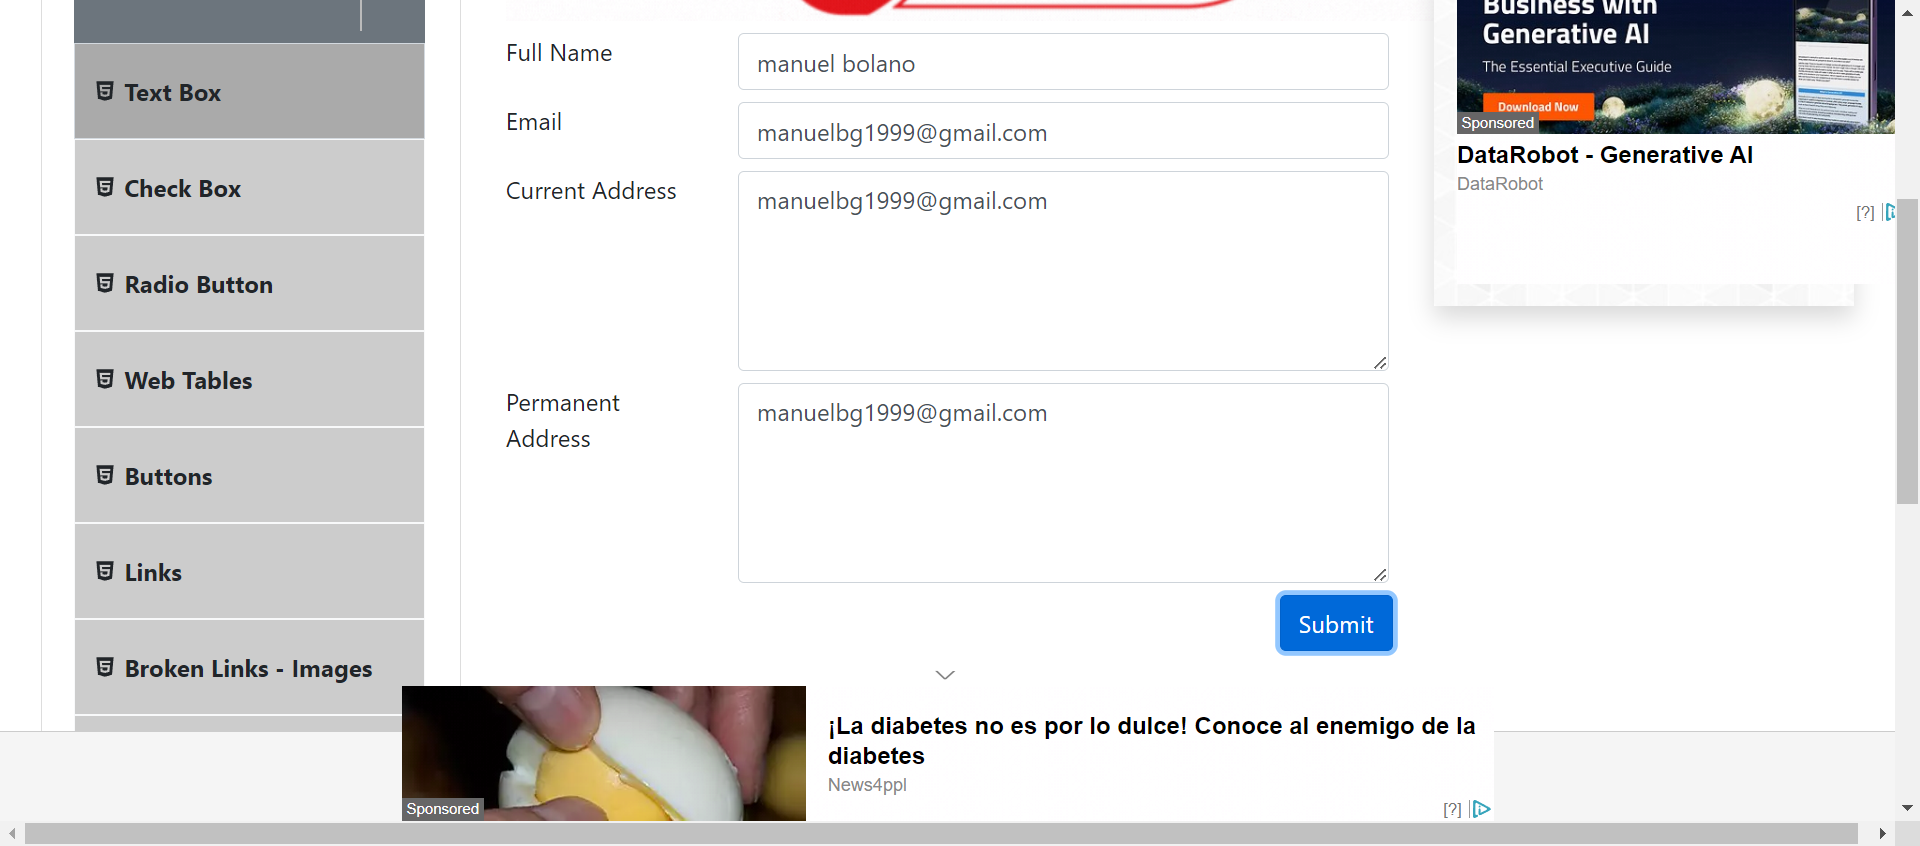 Text Box
Check Box
Radio Button
Web Tables
Buttons
Links
Broken Links - Images
Full Name
manuel bolano
Email
manuelbg1999@gmail.com
Current Address
manuelbg1999@gmail.com
Permanent
Address
manuelbg1999@gmail.com
Submit
Business with
Generative AI
The Essential Executive Guide
Download Now
Sponsored
DataRobot - Generative AI
DataRobot
[?]
¡La diabetes no es por lo dulce! Conoce al enemigo de la
diabetes
News4ppl
Sponsored
[?]